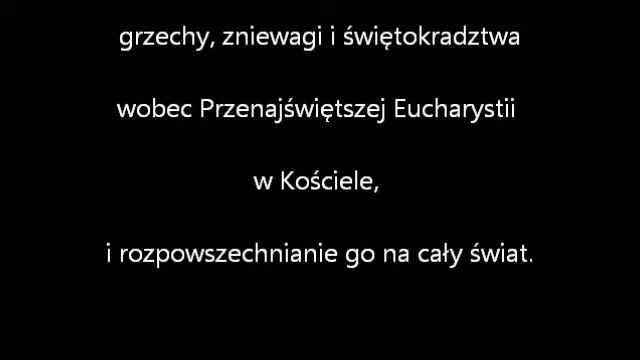 grzechy, zniewagi i świętokradztwa
wobec Przenajświętszej Eucharystii
w Kościele,
i rozpowszechnianie go na cały świat.